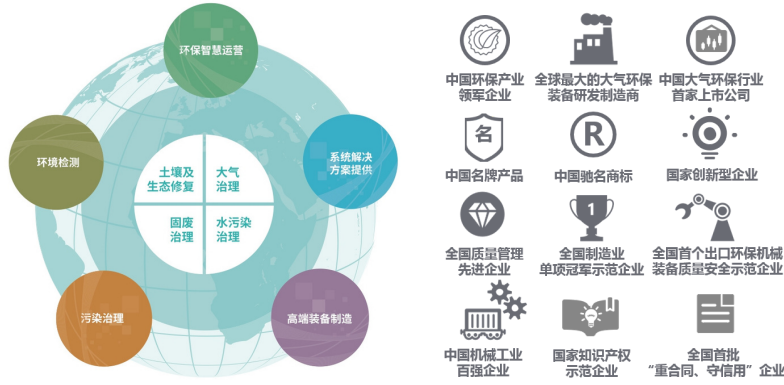 环保智慧运营
环境检测
系统解决
方案提供
土壤及
生态修复
大气
治理
固废
治理
水污染
治理
污染治理
高端装备制造
中国环保产业
领军企业
全球最大的大气环保
装备研发制造商
中国大气环保行业
首家上市公司
名
中国名牌产品
R
中国驰名商标
国家创新型企业
全国质量管理
先进企业
1
全国制造业
单项冠军示范企业
全国首个出口环保机械
装备质量安全示范企业
中国机械工业
百强企业
国家知识产权
示范企业
全国首批
“重合同、守信用”企业